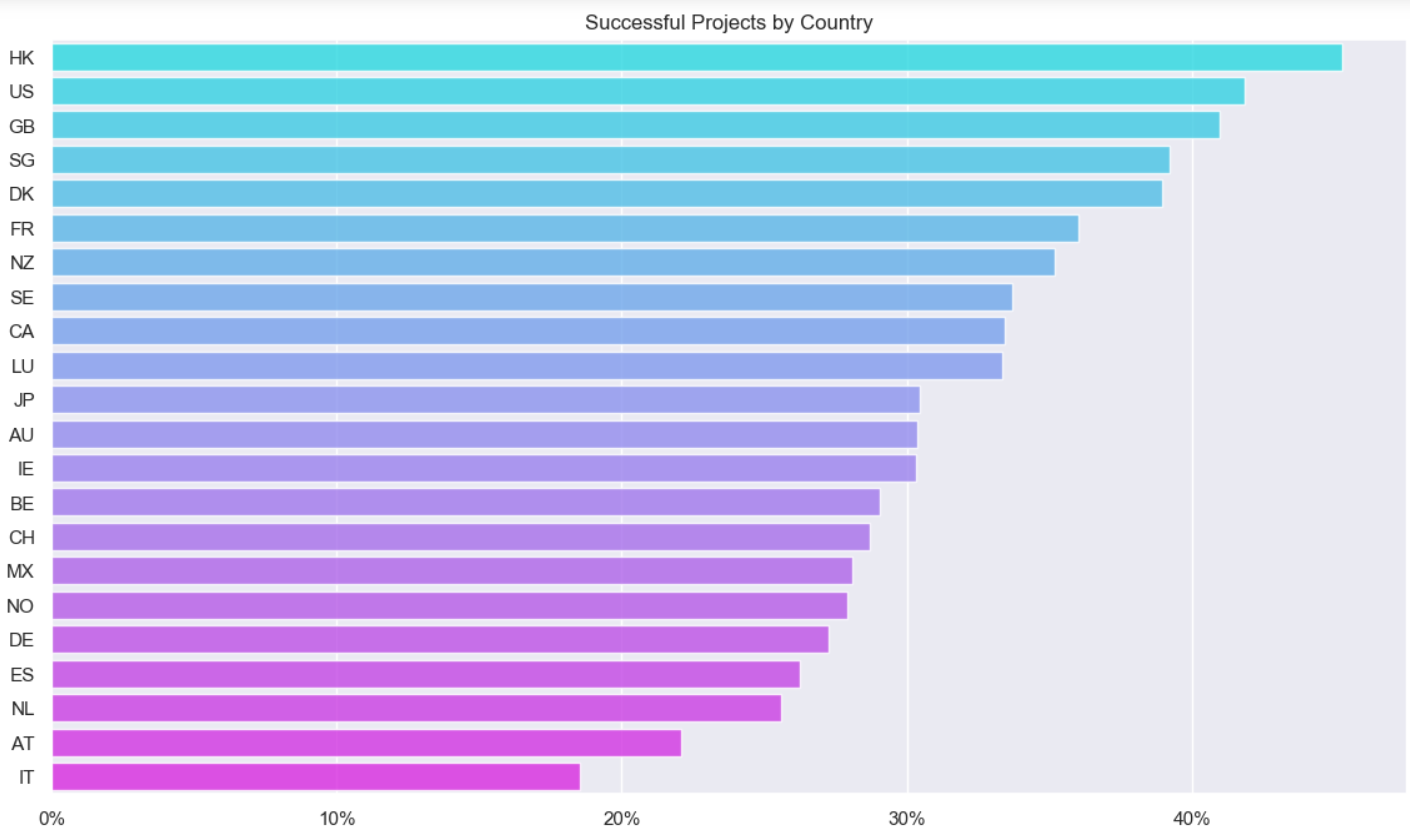 Successful Projects by Country
HK
US
GB
SG
DK
FR
NZ
SE
CA
LU
JP
AU
IE
BE
CH
MX
NO
DE
ES
NL
AT
IT
0% 10% 20% 30% 40%